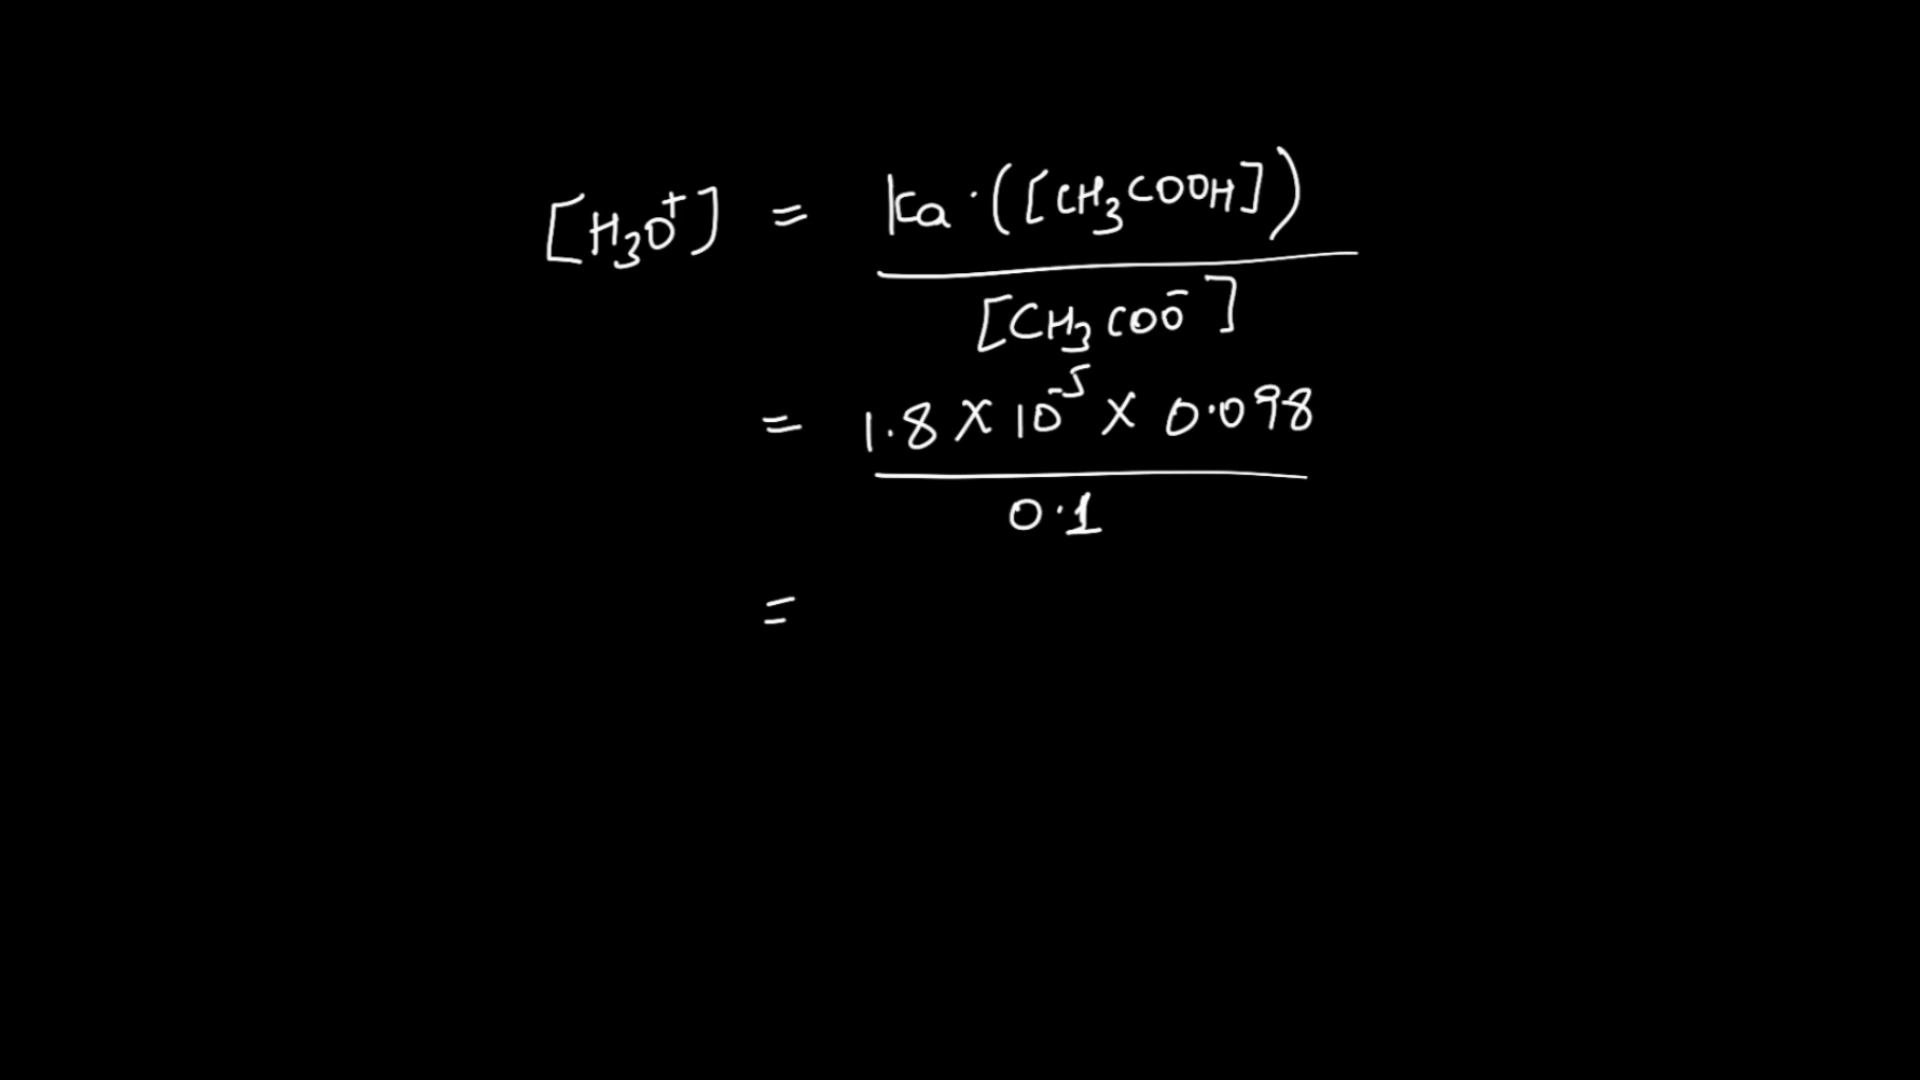 [H₃O⁺] = Ka · ([CH₃COOH])
[CH₃COO⁻]
= 1.8 × 10⁻⁵ × 0.098
0.1
=